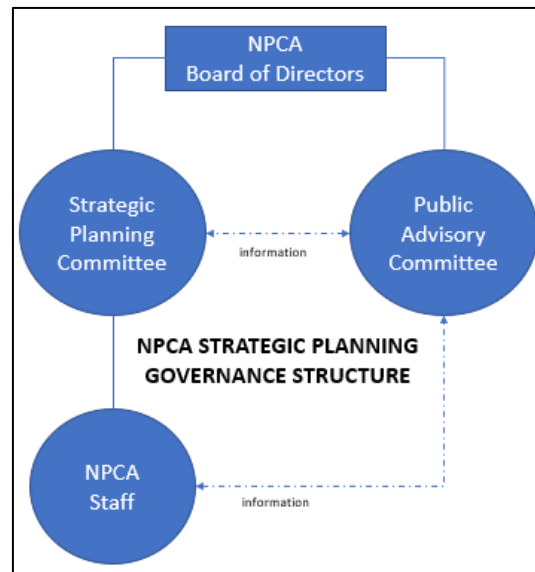 NPCA
Board of Directors
Strategic
Planning
Committee
Public
Advisory
Committee
information
NPCA STRATEGIC PLANNING
GOVERNANCE STRUCTURE
NPCA
Staff
information